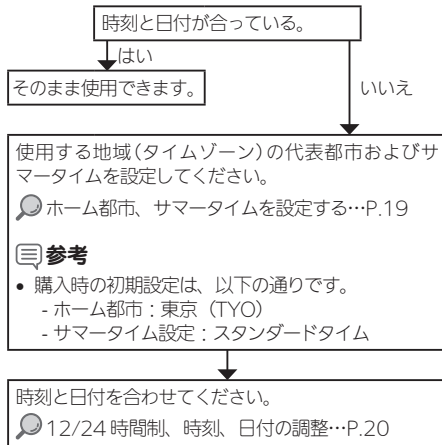 時刻と日付が合っている。
はい
そのまま使用できます。
いいえ
使用する地域（タイムゾーン）の代表都市およびサ
マータイムを設定してください。
ホーム都市、サマータイムを設定する…P.19
参考
• 購入時の初期設定は、以下の通りです。
- ホーム都市：東京（TYO）
- サマータイム設定：スタンダードタイム
時刻と日付を合わせてください。
12/24 時間制、時刻、日付の調整…P.20